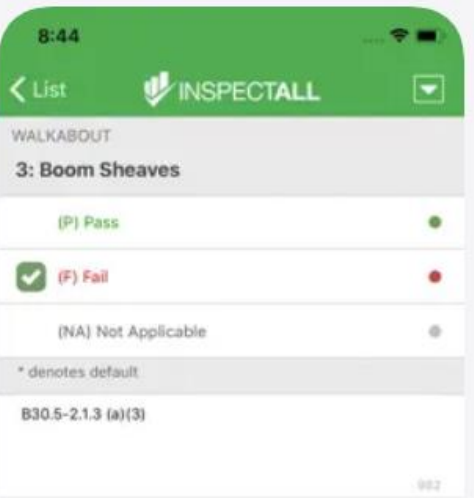 8:44
List
INSPECTALL
WALKABOUT
3: Boom Sheaves
(P) Pass
(F) Fail
(NA) Not Applicable
* denotes default
B30.5-2.1.3 (a)(3)
982